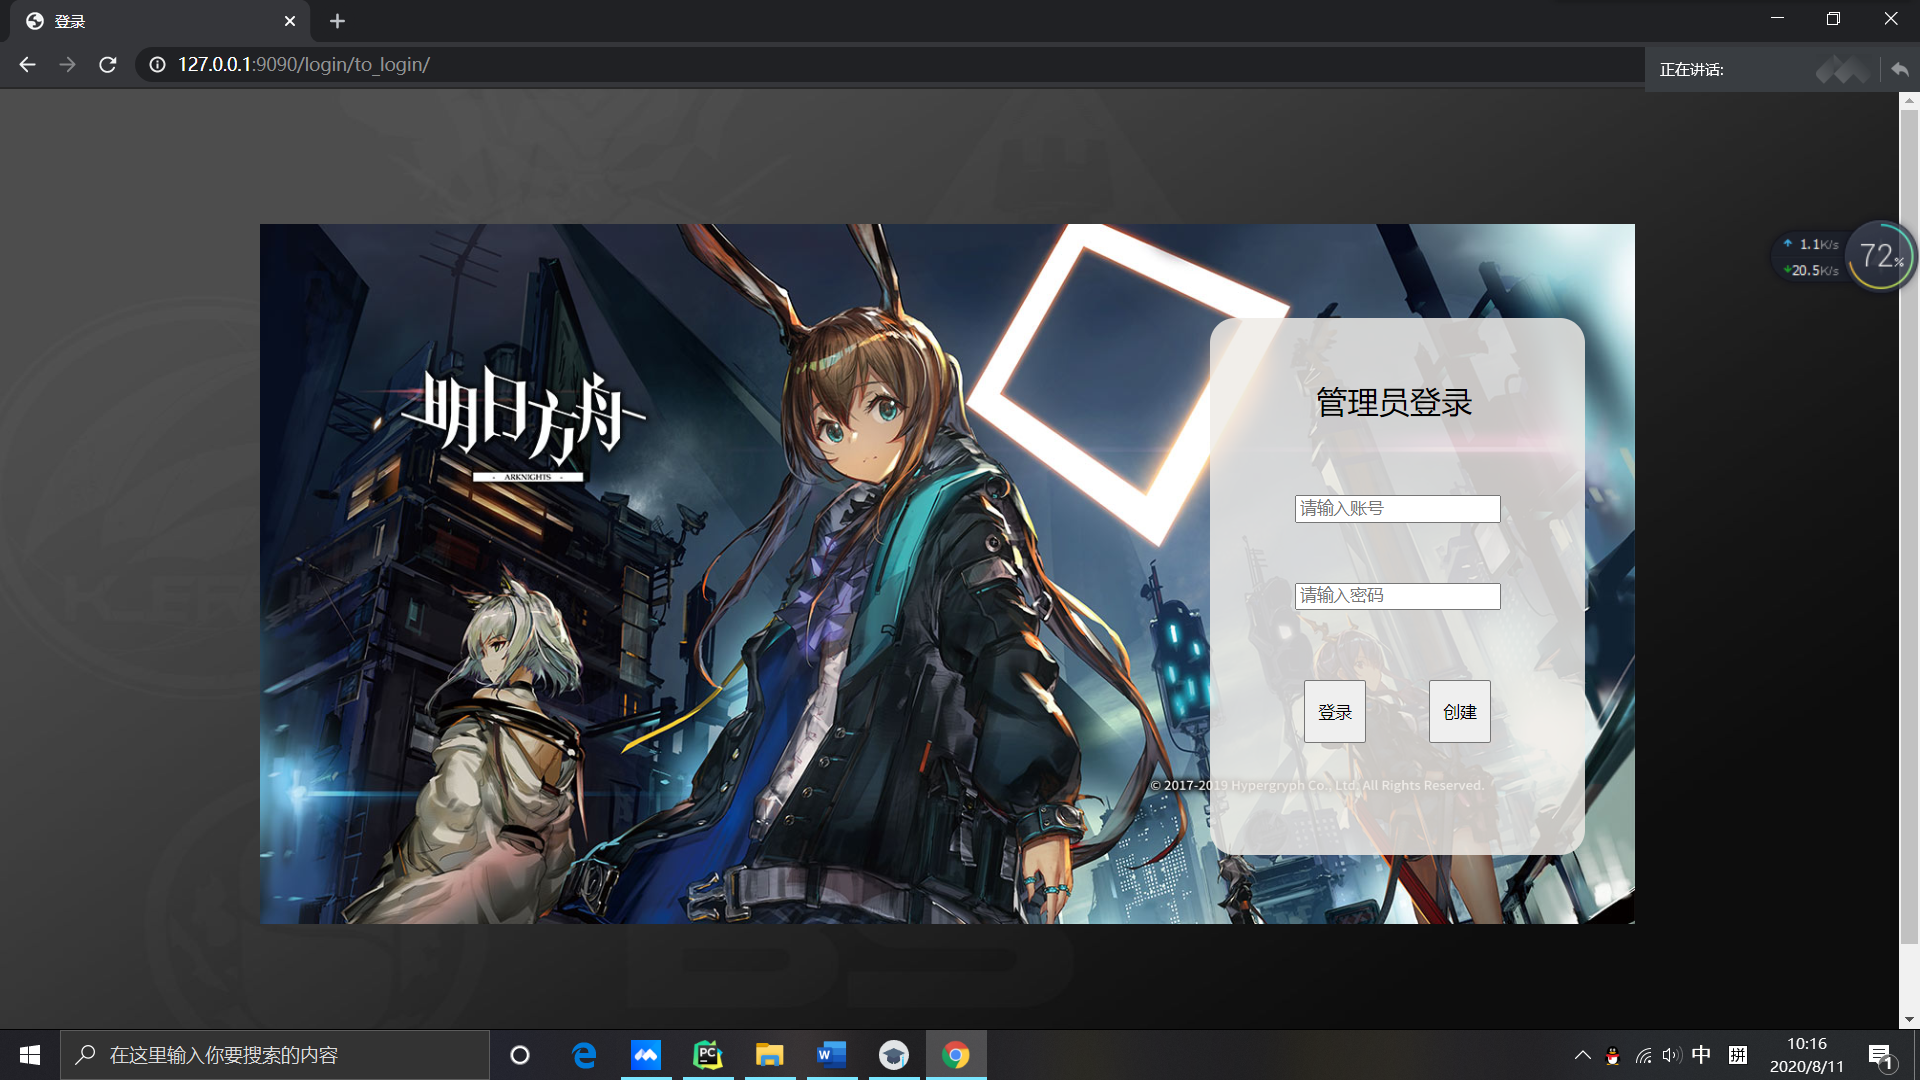 登录
127.0.0.1:9090/login/to_login/
正在讲话:
1.1K/s
20.5K/s
72%
明日方舟
ARKNIGHTS
管理员登录
请输入账号
请输入密码
登录
创建
© 2017-2019 Hypergryph Co., Ltd. All Rights Reserved.
在这里输入你要搜索的内容
PC
W
中
拼
10:16
2020/8/11
1